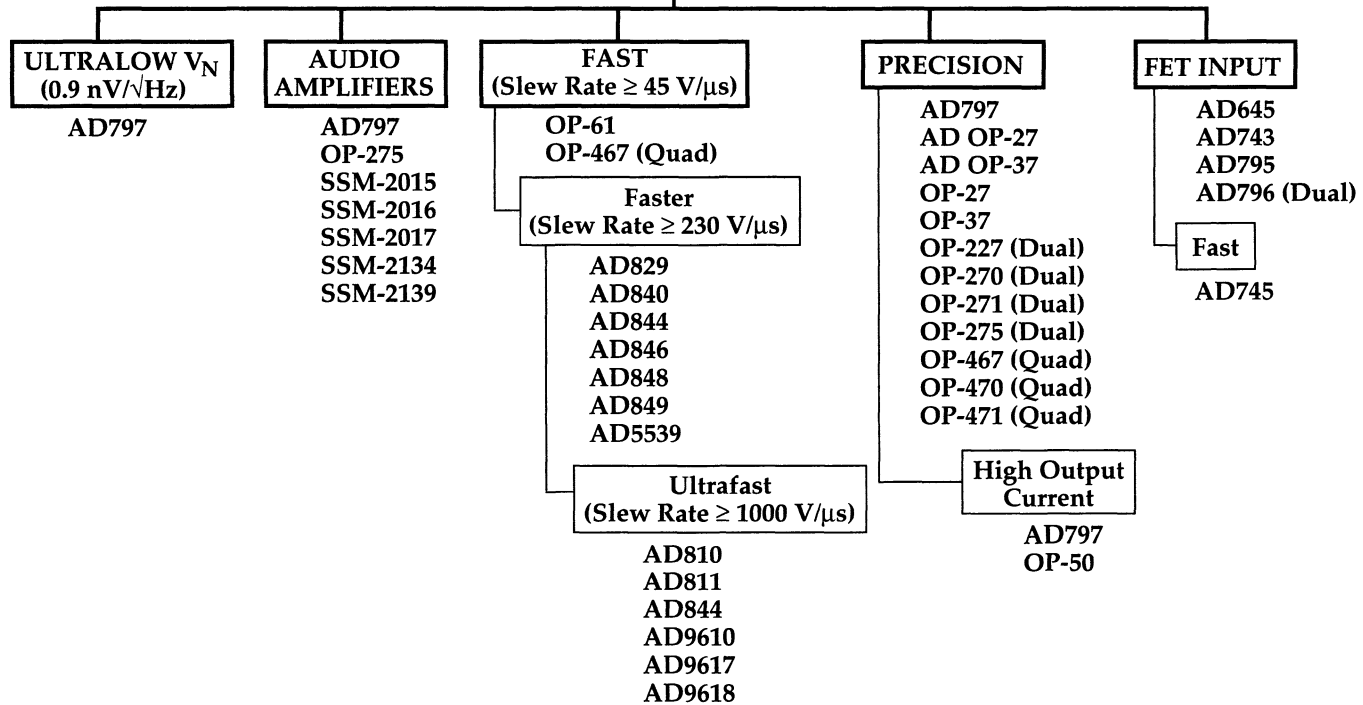 ULTRALOW VN
(0.9 nV/√Hz)
AD797
AUDIO
AMPLIFIERS
AD797
OP-275
SSM-2015
SSM-2016
SSM-2017
SSM-2134
SSM-2139
FAST
(Slew Rate ≥ 45 V/μs)
OP-61
OP-467 (Quad)
Faster
(Slew Rate ≥ 230 V/μs)
AD829
AD840
AD844
AD846
AD848
AD849
AD5539
Ultrafast
(Slew Rate ≥ 1000 V/μs)
AD810
AD811
AD844
AD9610
AD9617
AD9618
PRECISION
AD797
AD OP-27
AD OP-37
OP-27
OP-37
OP-227 (Dual)
OP-270 (Dual)
OP-271 (Dual)
OP-275 (Dual)
OP-467 (Quad)
OP-470 (Quad)
OP-471 (Quad)
High Output
Current
AD797
OP-50
FET INPUT
AD645
AD743
AD795
AD796 (Dual)
Fast
AD745